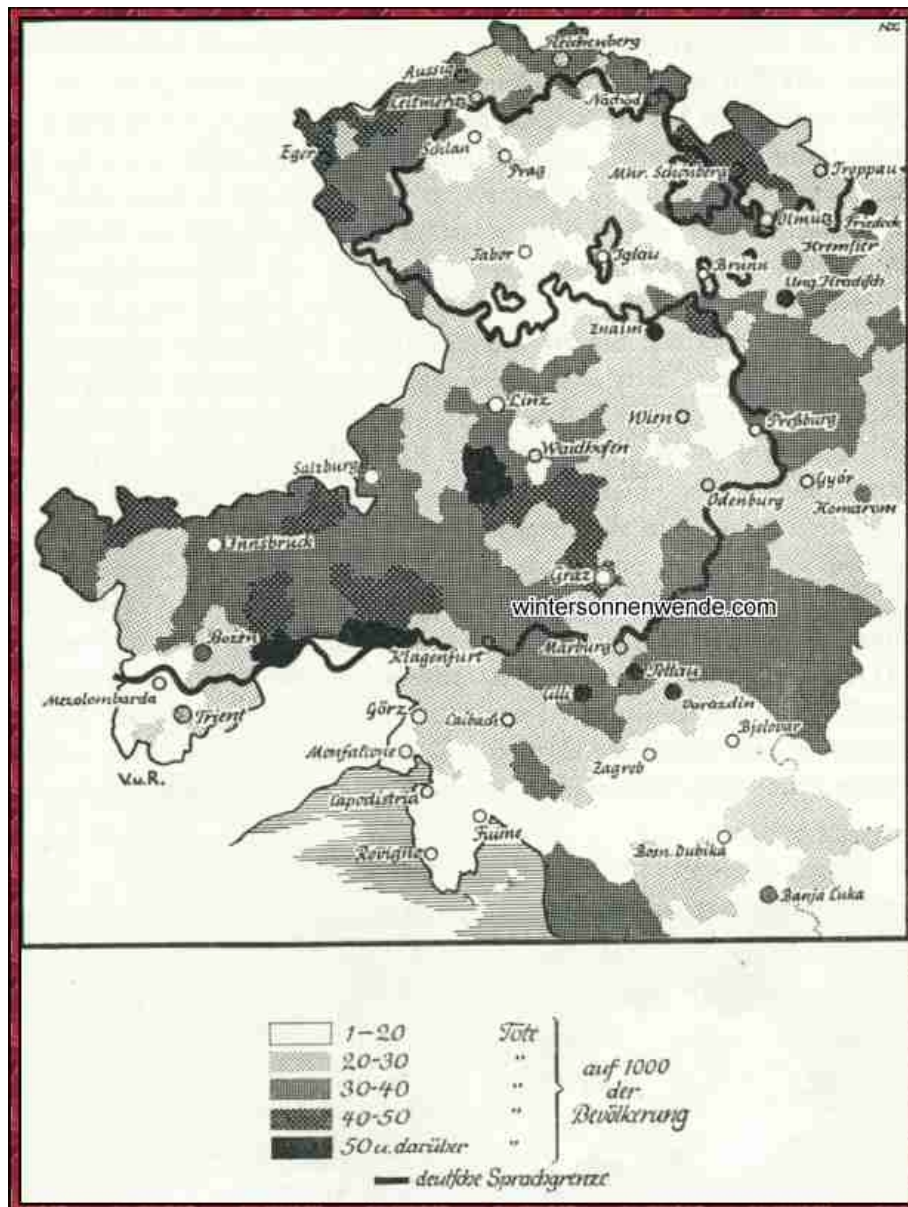 Reichenberg
Aussig
Leitmeritz
Nachod
Schlan
Eger
Prag
Mhr. Schönberg
Troppau
Olmütz
Friedeck
Tabor
Iglau
Kremsier
Brünn
Ung. Hradisch
Znaim
Linz
Wien
Preßburg
Waidhofen
Salzburg
Györ
Ödenburg
Komarom
Innsbruck
Graz
wintersonnenwende.com
Bozen
Klagenfurt
Marburg
Pettau
Mezolombarda
Cilli
Varazdin
Trient
Görz
Laibach
Bjelovar
V.u.R.
Monfalcone
Zagreb
Capodistria
Fiume
Rovigno
Bosn. Dubika
Banja Luka
1-20 Tote
20-30 "
30-40 "
40-50 "
50 u. darüber "
auf 1000
der
Bevölkerung
deutsche Sprachgrenze